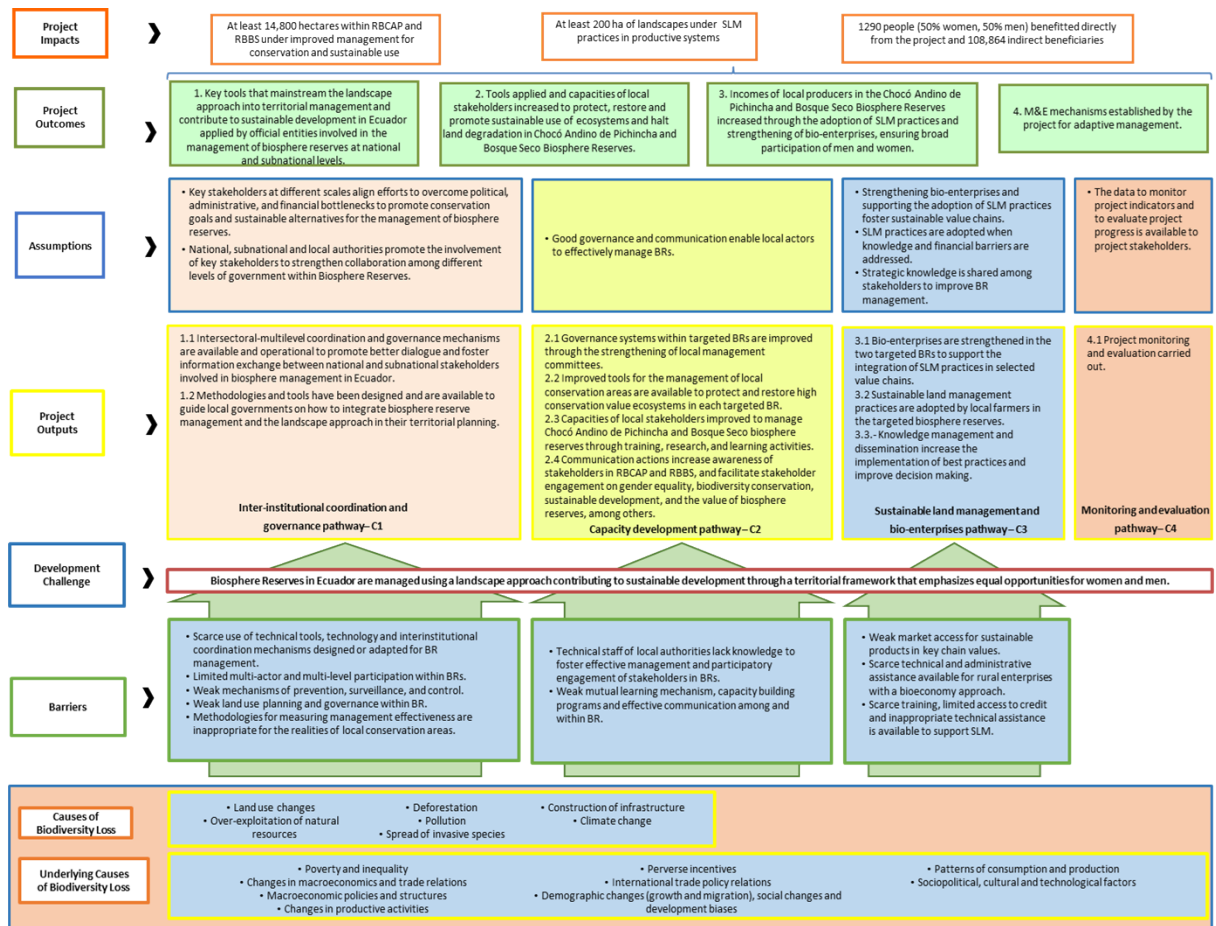 Project
Impacts
At least 14,800 hectares within RBCAP and
RBBS under improved management for
conservation and sustainable use
At least 200 ha of landscapes under SLM
practices in productive systems
1290 people (50% women, 50% men) benefitted directly
from the project and 108,864 indirect beneficiaries
Project
Outcomes
1. Key tools that mainstream the landscape
approach into territorial management and
contribute to sustainable development in Ecuador
applied by official entities involved in the
management of biosphere reserves at national
and subnational levels.
2. Tools applied and capacities of
local stakeholders increased to protect, restore and
promote sustainable use of ecosystems and halt
land degradation in Chocó Andino de Pichincha and
Bosque Seco Biosphere Reserves.
3. Incomes of local producers in the Chocó Andino de
Pichincha and Bosque Seco Biosphere Reserves
increased through the adoption of SLM practices and
strengthening of bio-enterprises, ensuring broad
participation of men and women.
4. M&E mechanisms established by the
project for adaptive management.
Assumptions
• Key stakeholders at different scales align efforts to overcome political,
administrative, and financial bottlenecks to promote conservation
goals and sustainable alternatives for the management of biosphere
reserves.
• National, subnational and local authorities promote the involvement
of key stakeholders to strengthen collaboration among different
levels of government within Biosphere Reserves.
• Good governance and communication enable local actors
to effectively manage BRs.
• Strengthening bio-enterprises and
supporting the adoption of SLM practices
foster sustainable value chains.
• SLM practices are adopted when
knowledge and financial barriers are
addressed.
• Strategic knowledge is shared among
stakeholders to improve BR
management.
• The data to monitor
project indicators and
to evaluate project
progress is available to
project stakeholders.
Project
Outputs
1.1 Intersectoral-multilevel coordination and governance mechanisms
are available and operational to promote better dialogue and foster
information exchange between national and subnational stakeholders
involved in biosphere management in Ecuador.
1.2 Methodologies and tools have been designed and are available to
guide local governments on how to integrate biosphere reserve
management and the landscape approach in their territorial planning.
Inter-institutional coordination and
governance pathway– C1
2.1 Governance systems within targeted BRs are improved
through the strengthening of local management
committees.
2.2 Improved tools for the management of local
conservation areas are available to protect and restore high
conservation value ecosystems in each targeted BR.
2.3 Capacities of local stakeholders improved to manage
Chocó Andino de Pichincha and Bosque Seco biosphere
reserves through training, research, and learning activities.
2.4 Communication actions increase awareness of
stakeholders in RBCAP and RBBS, and facilitate stakeholder
engagement on gender equality, biodiversity conservation,
sustainable development, and the value of biosphere
reserves, among others.
Capacity development pathway– C2
3.1 Bio-enterprises are strengthened in the
two targeted BRs to support the
integration of SLM practices in selected
value chains.
3.2 Sustainable land management
practices are adopted by local farmers in
the targeted biosphere reserves.
3.3.- Knowledge management and
dissemination increase the
implementation of best practices and
improve decision making.
Sustainable land management and
bio-enterprises pathway– C3
4.1 Project monitoring
and evaluation carried
out.
Monitoring and evaluation
pathway– C4
Development
Challenge
Biosphere Reserves in Ecuador are managed using a landscape approach contributing to sustainable development through a territorial framework that emphasizes equal opportunities for women and men.
Barriers
• Scarce use of technical tools, technology and interinstitutional
coordination mechanisms designed or adapted for BR
management.
• Limited multi-actor and multi-level participation within BRs.
• Weak mechanisms of prevention, surveillance, and control.
• Weak land use planning and governance within BR.
• Methodologies for measuring management effectiveness are
inappropriate for the realities of local conservation areas.
• Technical staff of local authorities lack knowledge to
foster effective management and participatory
engagement of stakeholders in BRs.
• Weak mutual learning mechanism, capacity building
programs and effective communication among and
within BR.
• Weak market access for sustainable
products in key chain values.
• Scarce technical and administrative
assistance available for rural enterprises
with a bioeconomy approach.
• Scarce training, limited access to credit
and inappropriate technical assistance
is available to support SLM.
Causes of
Biodiversity Loss
• Land use changes
• Over-exploitation of natural
resources
• Deforestation
• Pollution
• Spread of invasive species
• Construction of infrastructure
• Climate change
Underlying Causes
of Biodiversity Loss
• Poverty and inequality
• Changes in macroeconomics and trade relations
• Macroeconomic policies and structures
• Changes in productive activities
• Perverse incentives
• International trade policy relations
• Demographic changes (growth and migration), social changes and
development biases
• Patterns of consumption and production
• Sociopolitical, cultural and technological factors